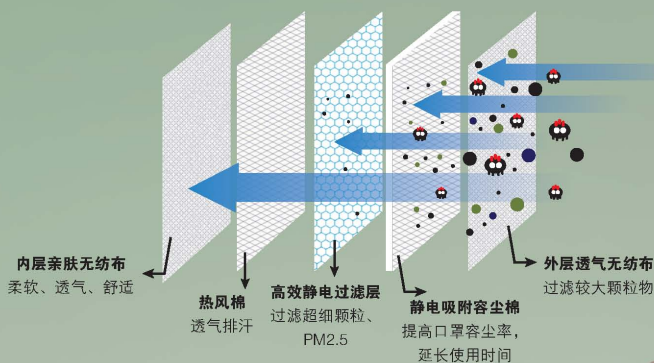 内层亲肤无纺布
柔软、透气、舒适
热风棉
透气排汗
高效静电过滤层
过滤超细颗粒、
PM2.5
静电吸附容尘棉
提高口罩容尘率，
延长使用时间
外层透气无纺布
过滤较大颗粒物